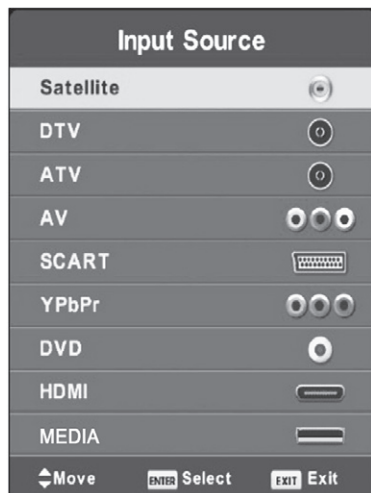 Input Source
Satellite
DTV
ATV
AV
SCART
YPbPr
DVD
HDMI
MEDIA
Move ENTER Select EXIT Exit